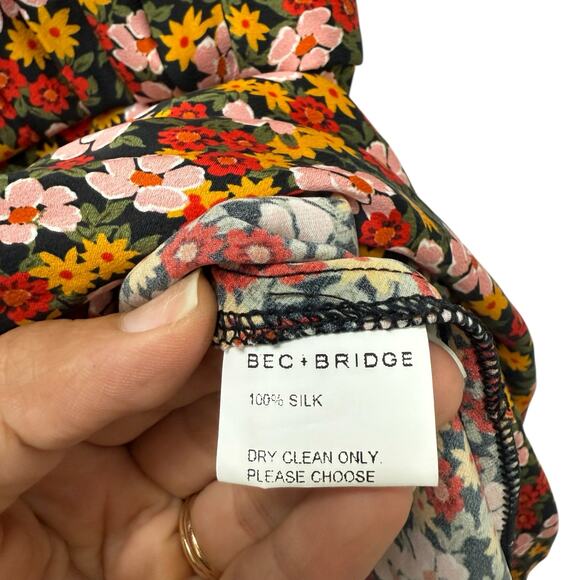 BEC + BRIDGE
100% SILK
DRY CLEAN ONLY.
PLEASE CHOOSE